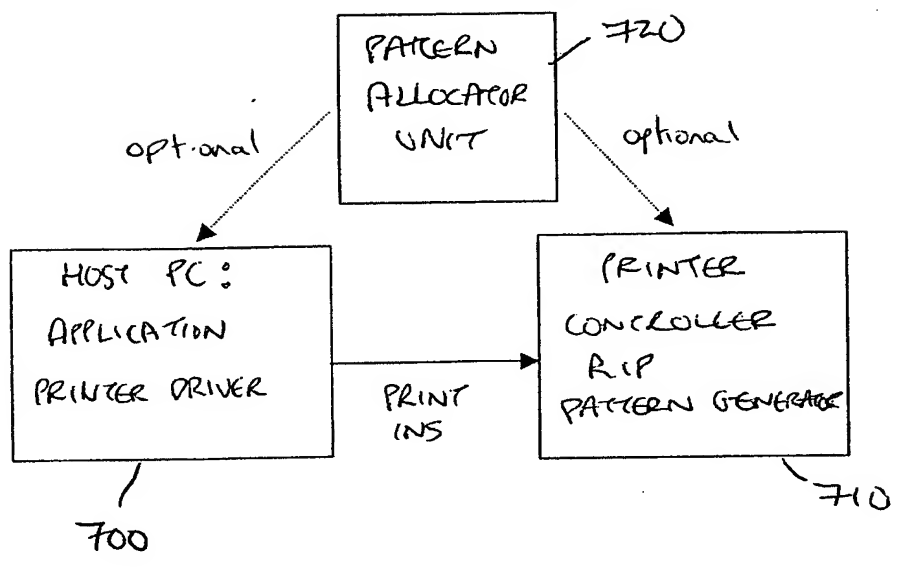 720
PATTERN
ALLOCATOR
UNIT
optional
optional
HOST PC:
APPLICATION
PRINTER DRIVER
PRINT
INS
PRINTER
CONTROLLER
RIP
PATTERN GENERATOR
700
710